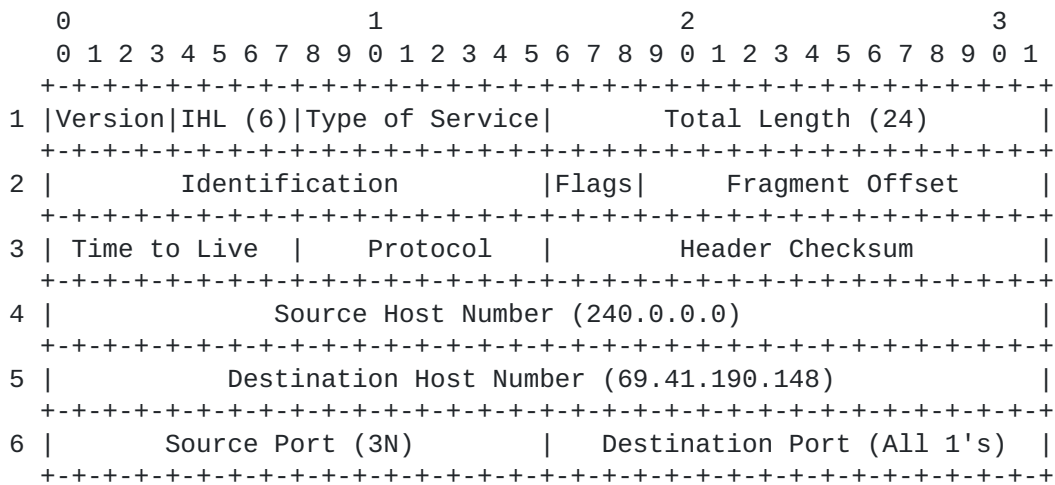 0                   1                   2                   3
 0 1 2 3 4 5 6 7 8 9 0 1 2 3 4 5 6 7 8 9 0 1 2 3 4 5 6 7 8 9 0 1
+-+-+-+-+-+-+-+-+-+-+-+-+-+-+-+-+-+-+-+-+-+-+-+-+-+-+-+-+-+-+-+-+
1 |Version|IHL (6)|Type of Service|       Total Length (24)       |
+-+-+-+-+-+-+-+-+-+-+-+-+-+-+-+-+-+-+-+-+-+-+-+-+-+-+-+-+-+-+-+-+
2 |        Identification         |Flags|     Fragment Offset     |
+-+-+-+-+-+-+-+-+-+-+-+-+-+-+-+-+-+-+-+-+-+-+-+-+-+-+-+-+-+-+-+-+
3 | Time to Live  |    Protocol   |        Header Checksum        |
+-+-+-+-+-+-+-+-+-+-+-+-+-+-+-+-+-+-+-+-+-+-+-+-+-+-+-+-+-+-+-+-+
4 |              Source Host Number (240.0.0.0)                   |
+-+-+-+-+-+-+-+-+-+-+-+-+-+-+-+-+-+-+-+-+-+-+-+-+-+-+-+-+-+-+-+-+
5 |           Destination Host Number (69.41.190.148)             |
+-+-+-+-+-+-+-+-+-+-+-+-+-+-+-+-+-+-+-+-+-+-+-+-+-+-+-+-+-+-+-+-+
6 |       Source Port (3N)        |   Destination Port (All 1's)  |
+-+-+-+-+-+-+-+-+-+-+-+-+-+-+-+-+-+-+-+-+-+-+-+-+-+-+-+-+-+-+-+-+